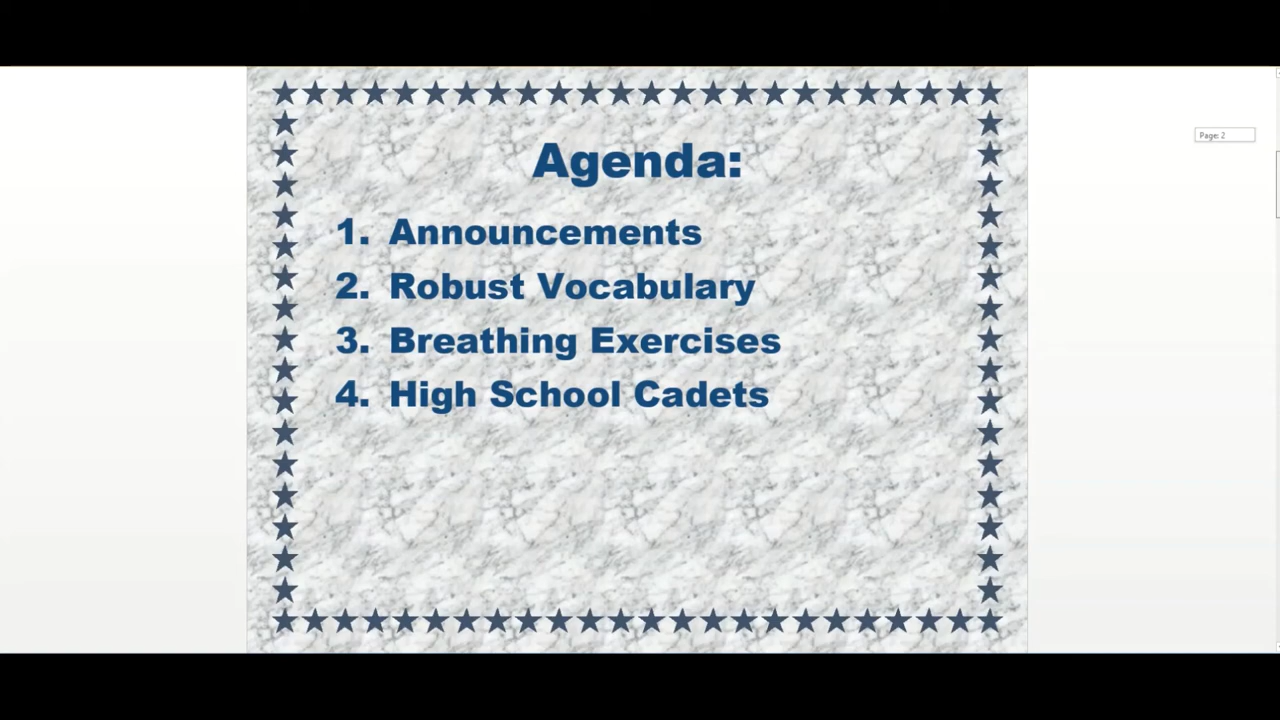 Agenda:
1. Announcements
2. Robust Vocabulary
3. Breathing Exercises
4. High School Cadets
Page: 2